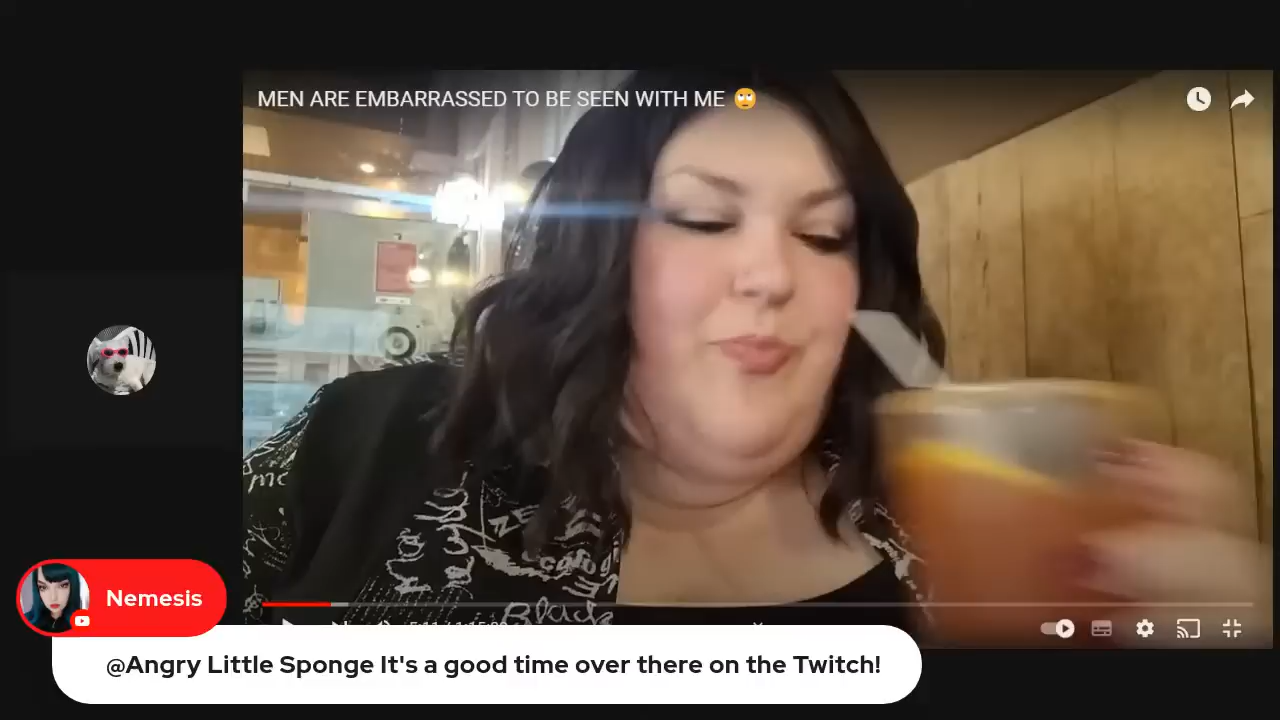 MEN ARE EMBARRASSED TO BE SEEN WITH ME 🙄
Black
Nemesis
@Angry Little Sponge It's a good time over there on the Twitch!